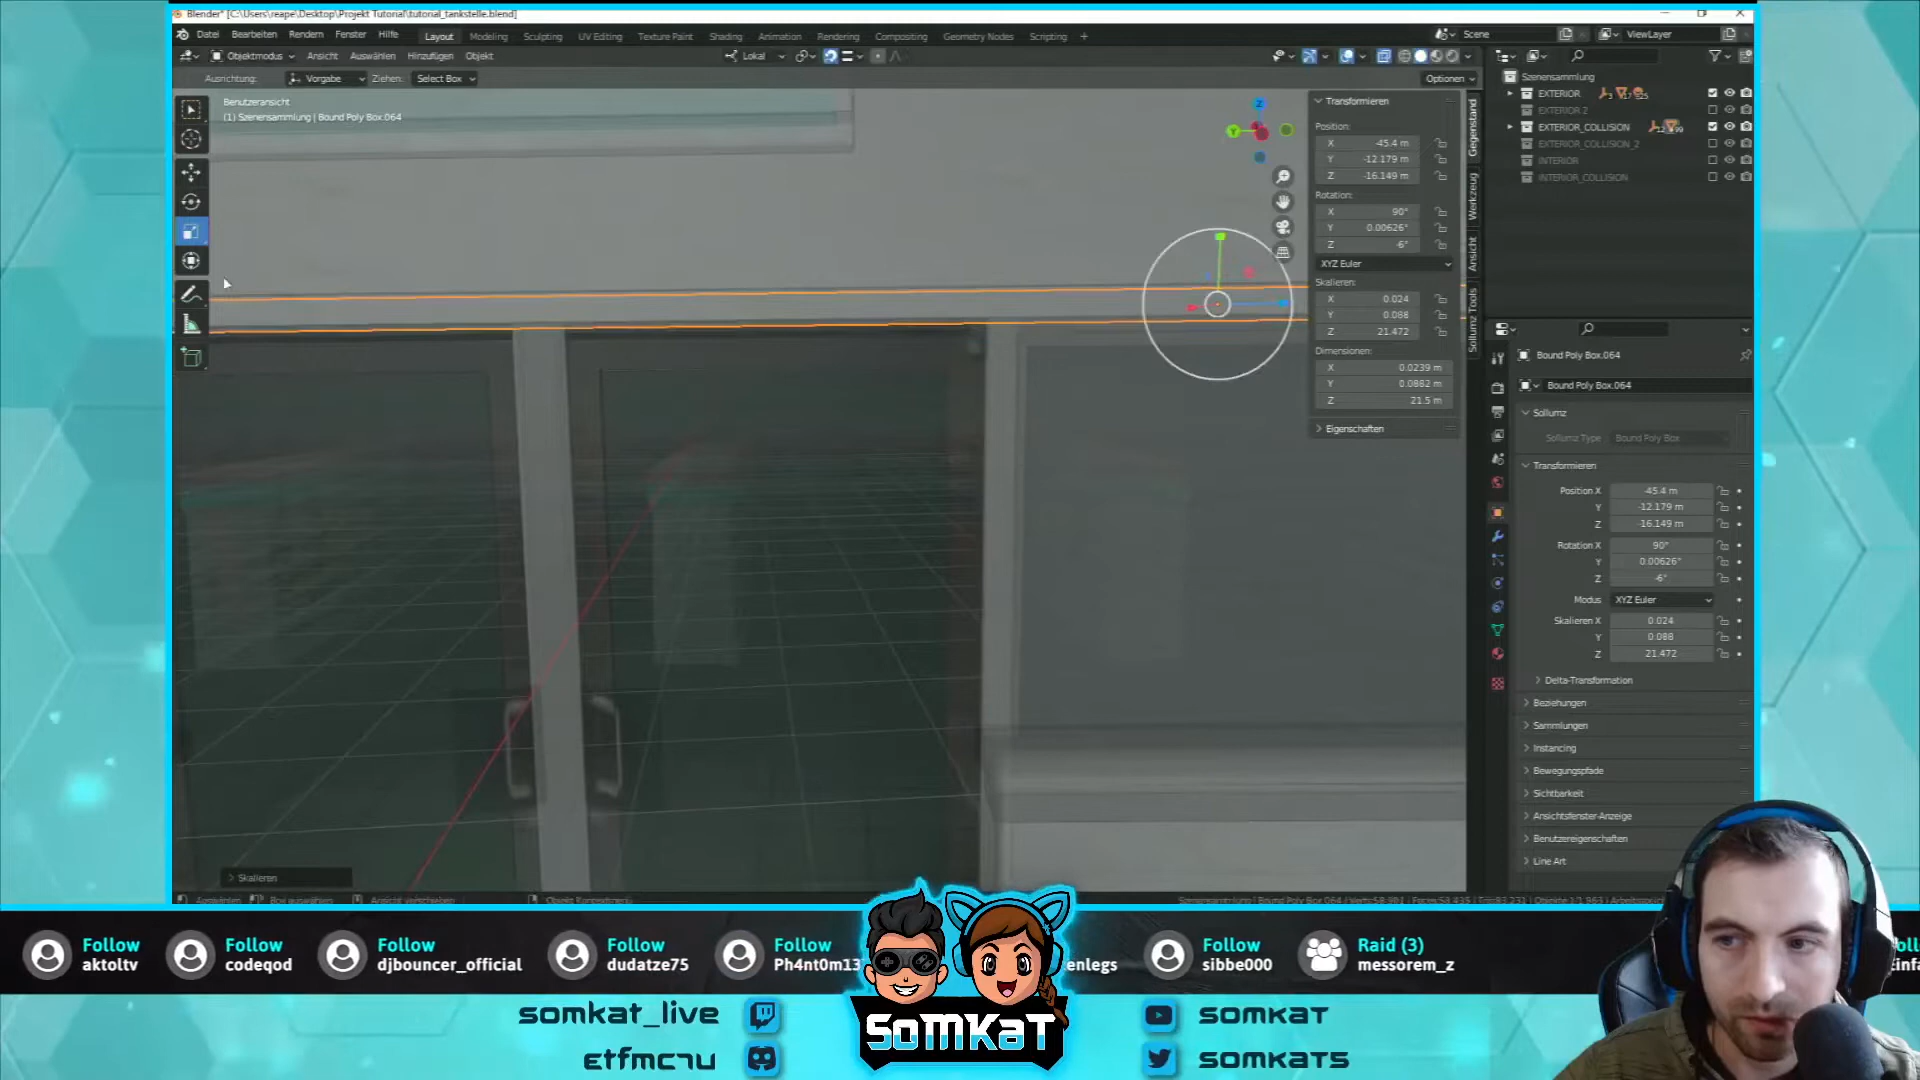 Blender* [C:\Users\reape\Desktop\Projekt Tutorial\tutorial_tankstelle.blend]
Datei Bearbeiten Rendern Fenster Hilfe Layout Modeling Sculpting UV Editing Texture Paint Shading Animation Rendering Compositing Geometry Nodes Scripting + Scene ViewLayer
Objektmodus Ansicht Auswählen Hinzufügen Objekt Lokal
Ausrichtung: Vorgabe Ziehen: Select Box Optionen
Benutzeransicht
(1) Szenensammlung | Bound Poly Box.064
Transformieren
Position:
X -45.4 m
Y -12.179 m
Z -16.149 m
Rotation:
X 90°
Y 0.00626°
Z -6°
XYZ Euler
Skalieren:
X 0.024
Y 0.088
Z 21.472
Dimensionen:
X 0.0239 m
Y 0.0882 m
Z 21.5 m
Eigenschaften
Gegenstand
Werkzeug
Ansicht
Sollumz Tools
Szenensammlung
EXTERIOR
EXTERIOR 2
EXTERIOR_COLLISION
EXTERIOR_COLLISION_2
INTERIOR
INTERIOR_COLLISION
Bound Poly Box.064
Bound Poly Box.064
Sollumz
Sollumz Type Bound Poly Box
Transformieren
Position X -45.4 m
Y -12.179 m
Z -16.149 m
Rotation X 90°
Y 0.00626°
Z -6°
Modus XYZ Euler
Skalieren X 0.024
Y 0.088
Z 21.472
Delta-Transformation
Beziehungen
Sammlungen
Instancing
Bewegungspfade
Sichtbarkeit
Ansichtsfenster-Anzeige
Benutzereigenschaften
Line Art
Skalieren
Follow
aktoltv
Follow
codeqod
Follow
djbouncer_official
Follow
dudatze75
Follow
Ph4nt0m13
enlegs
Follow
sibbe000
Raid (3)
messorem_z
somkat_live
ETFMC7U
SOMKAT
SOMKAT
SOMKATS